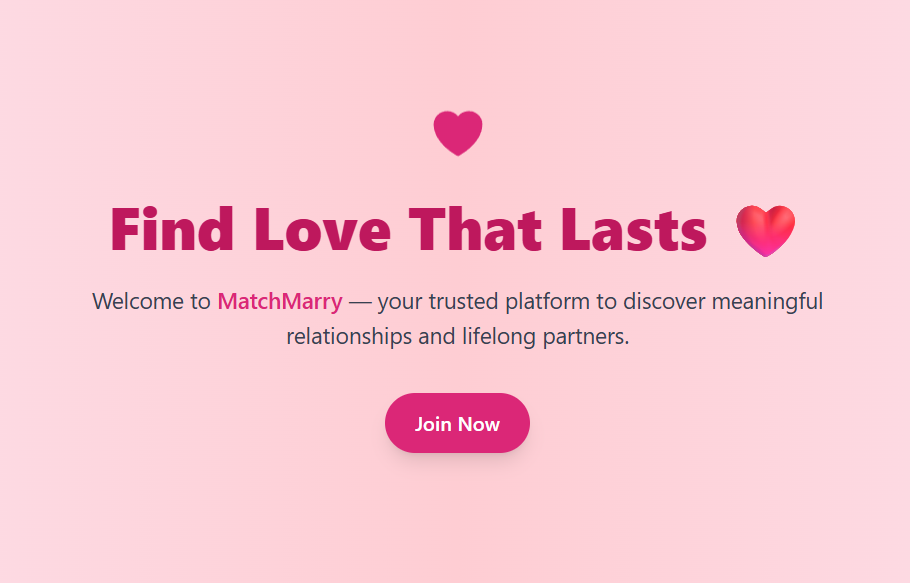 Find Love That Lasts 💖
Welcome to MatchMarry — your trusted platform to discover meaningful
relationships and lifelong partners.
Join Now